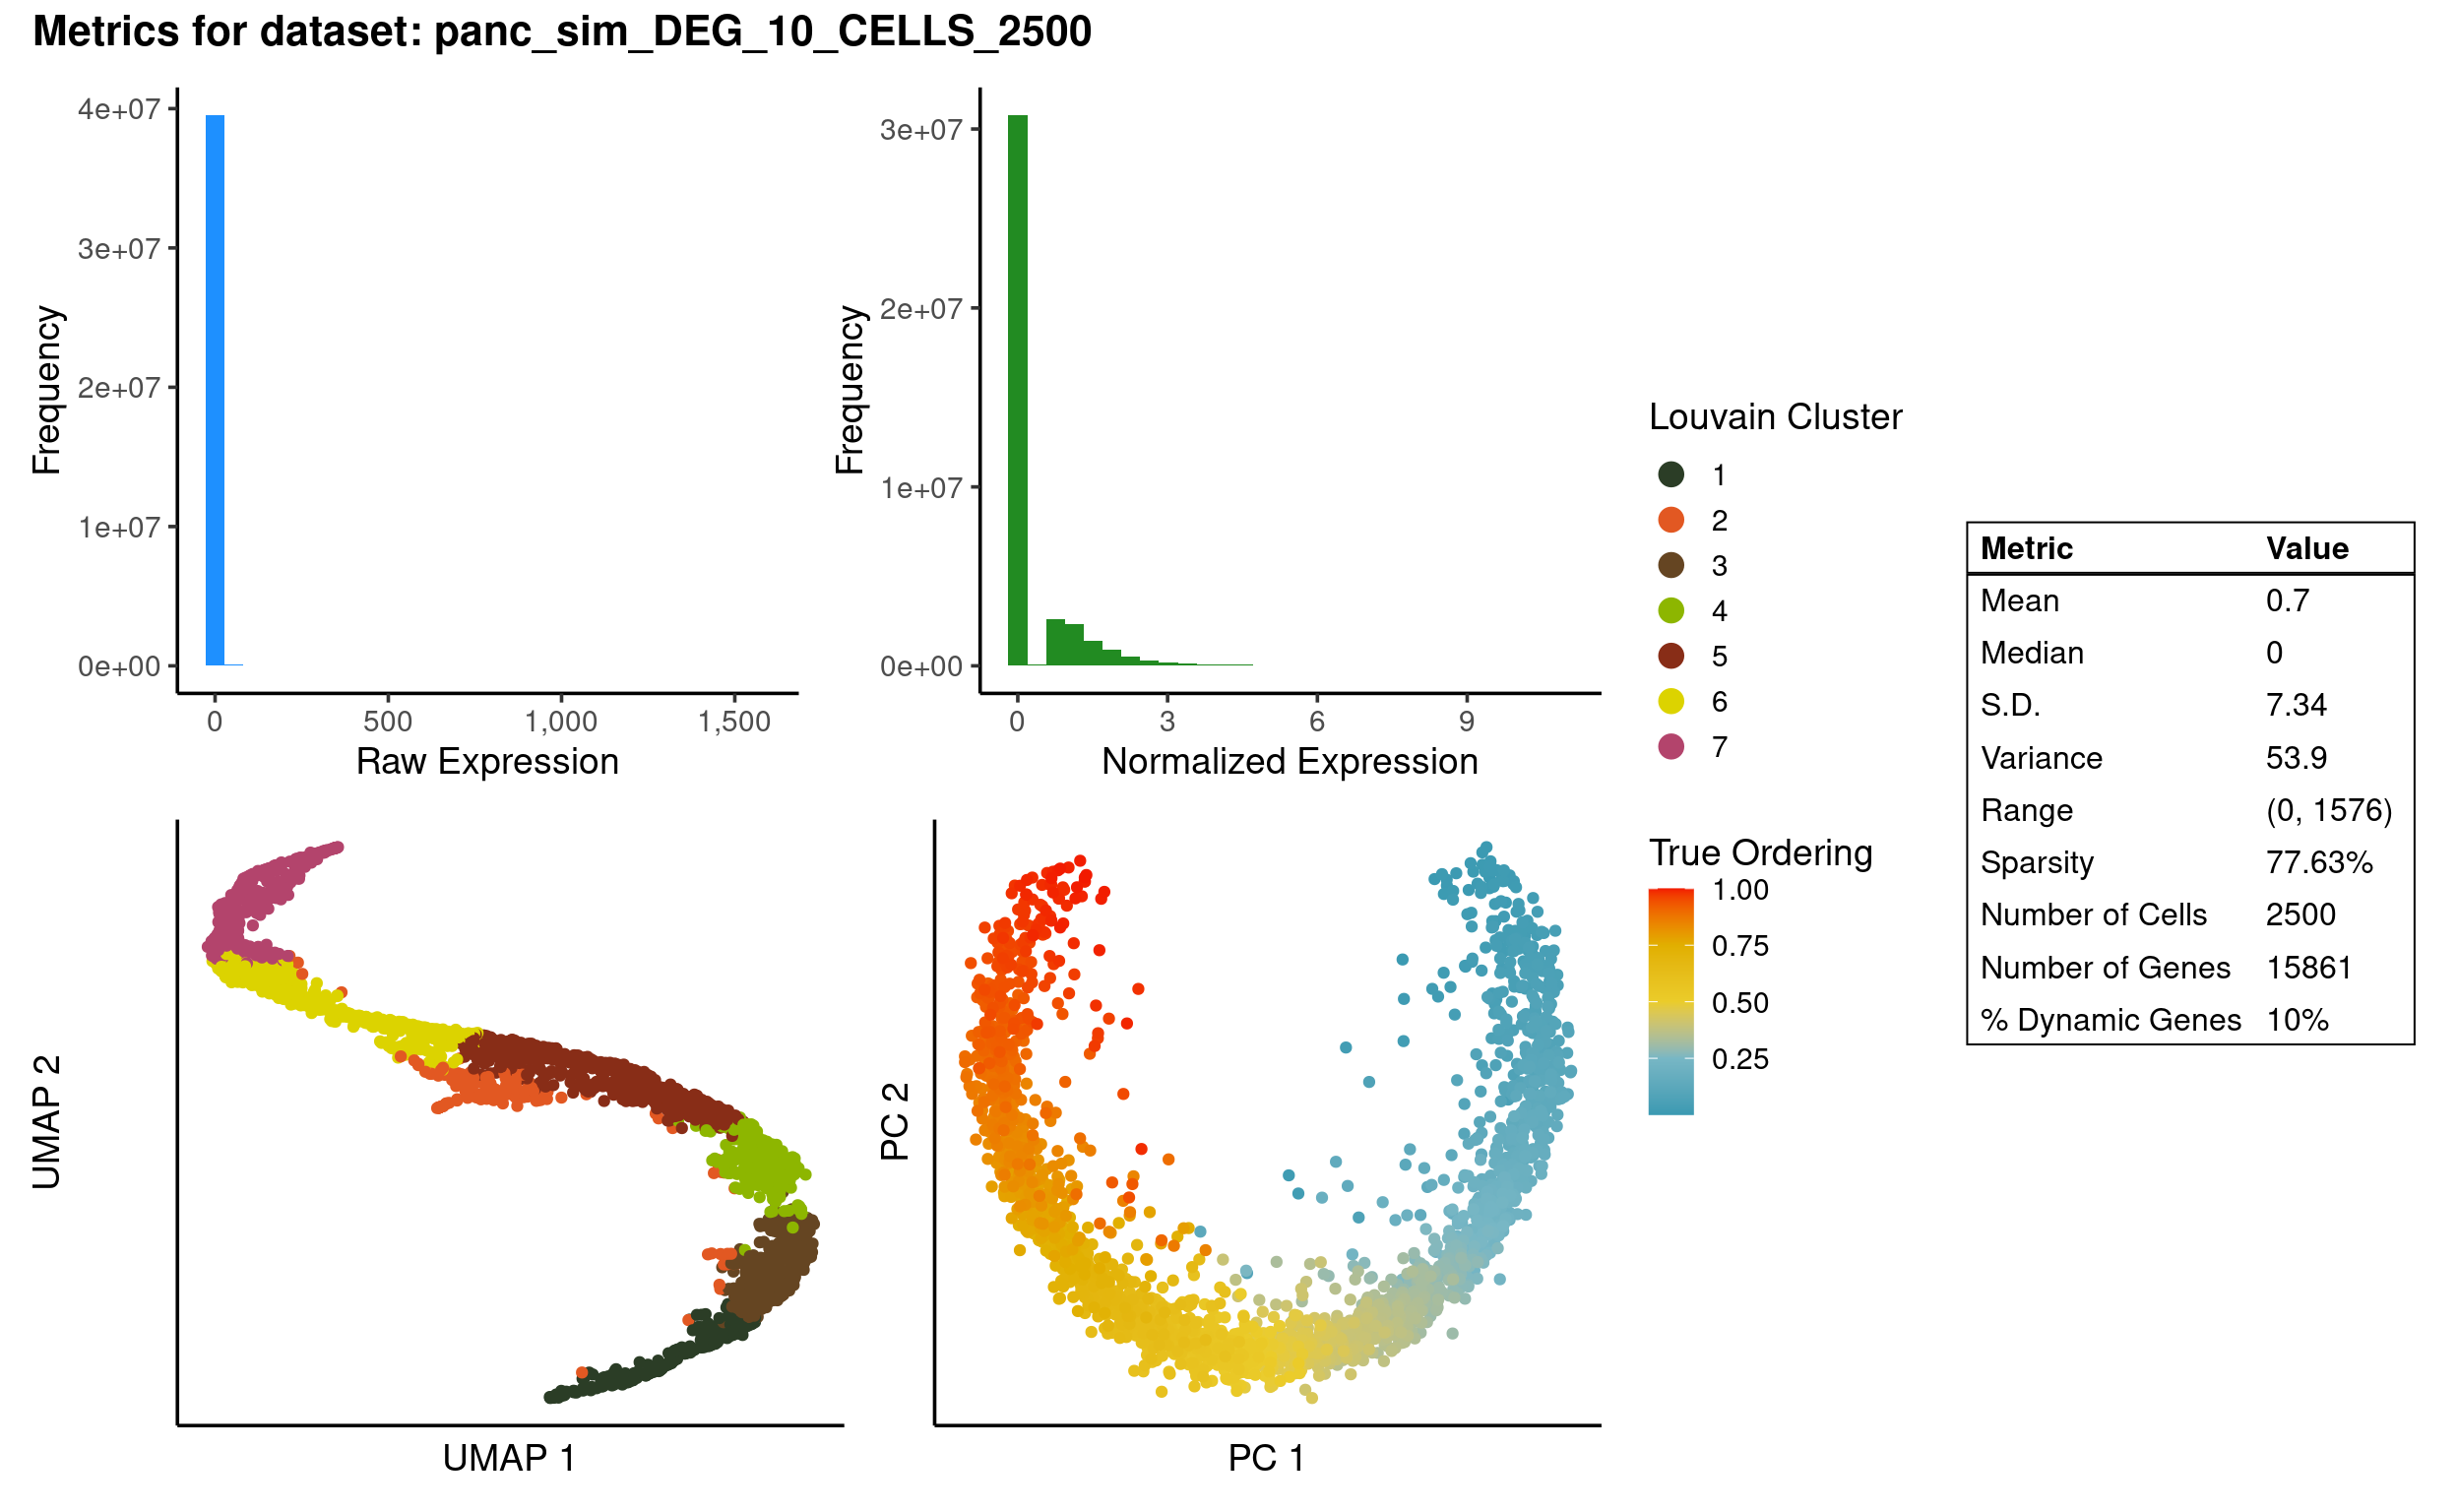 Metrics for dataset: panc_sim_DEG_10_CELLS_2500
4e+07
3e+07
2e+07
1e+07
0e+00
Frequency
0 500 1,000 1,500
Raw Expression
3e+07
2e+07
1e+07
0e+00
Frequency
0 3 6 9
Normalized Expression
UMAP 2
UMAP 1
PC 2
PC 1
Louvain Cluster
1
2
3
4
5
6
7
True Ordering
1.00
0.75
0.50
0.25
Metric Value
Mean 0.7
Median 0
S.D. 7.34
Variance 53.9
Range (0, 1576)
Sparsity 77.63%
Number of Cells 2500
Number of Genes 15861
% Dynamic Genes 10%